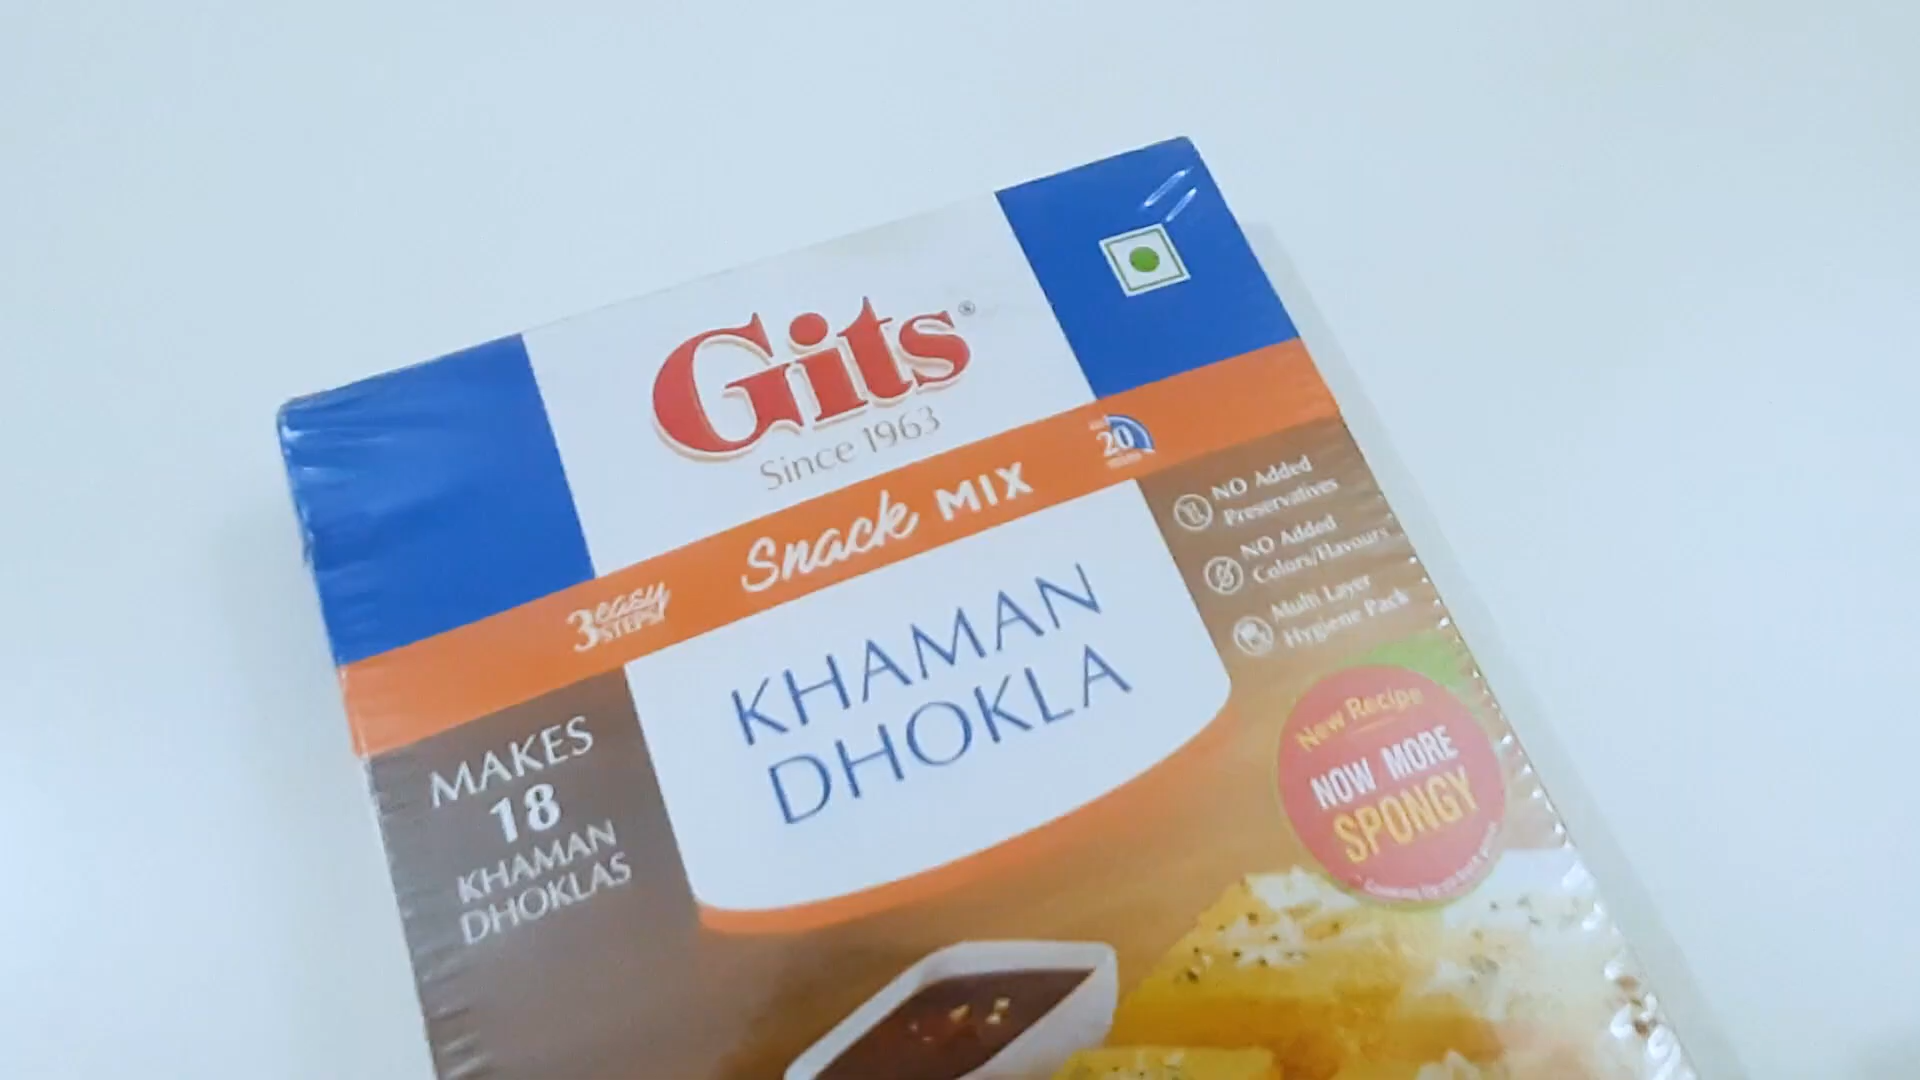 Gits®
Since 1963
Snack MIX
20
3 easy
STEPS
KHAMAN
DHOKLA
MAKES
18
KHAMAN
DHOKLAS
NO Added
Preservatives
NO Added
Colors/Flavours
Multi Layer
Hygiene Pack
New Recipe
NOW MORE
SPONGY